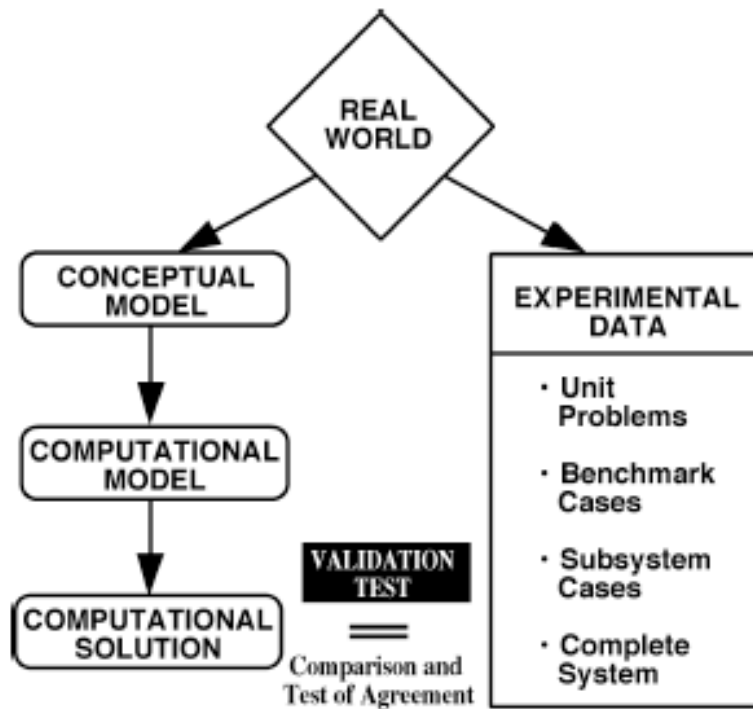 REAL
WORLD
CONCEPTUAL
MODEL
COMPUTATIONAL
MODEL
COMPUTATIONAL
SOLUTION
VALIDATION
TEST
=
Comparison and
Test of Agreement
EXPERIMENTAL
DATA
· Unit
Problems
· Benchmark
Cases
· Subsystem
Cases
· Complete
System